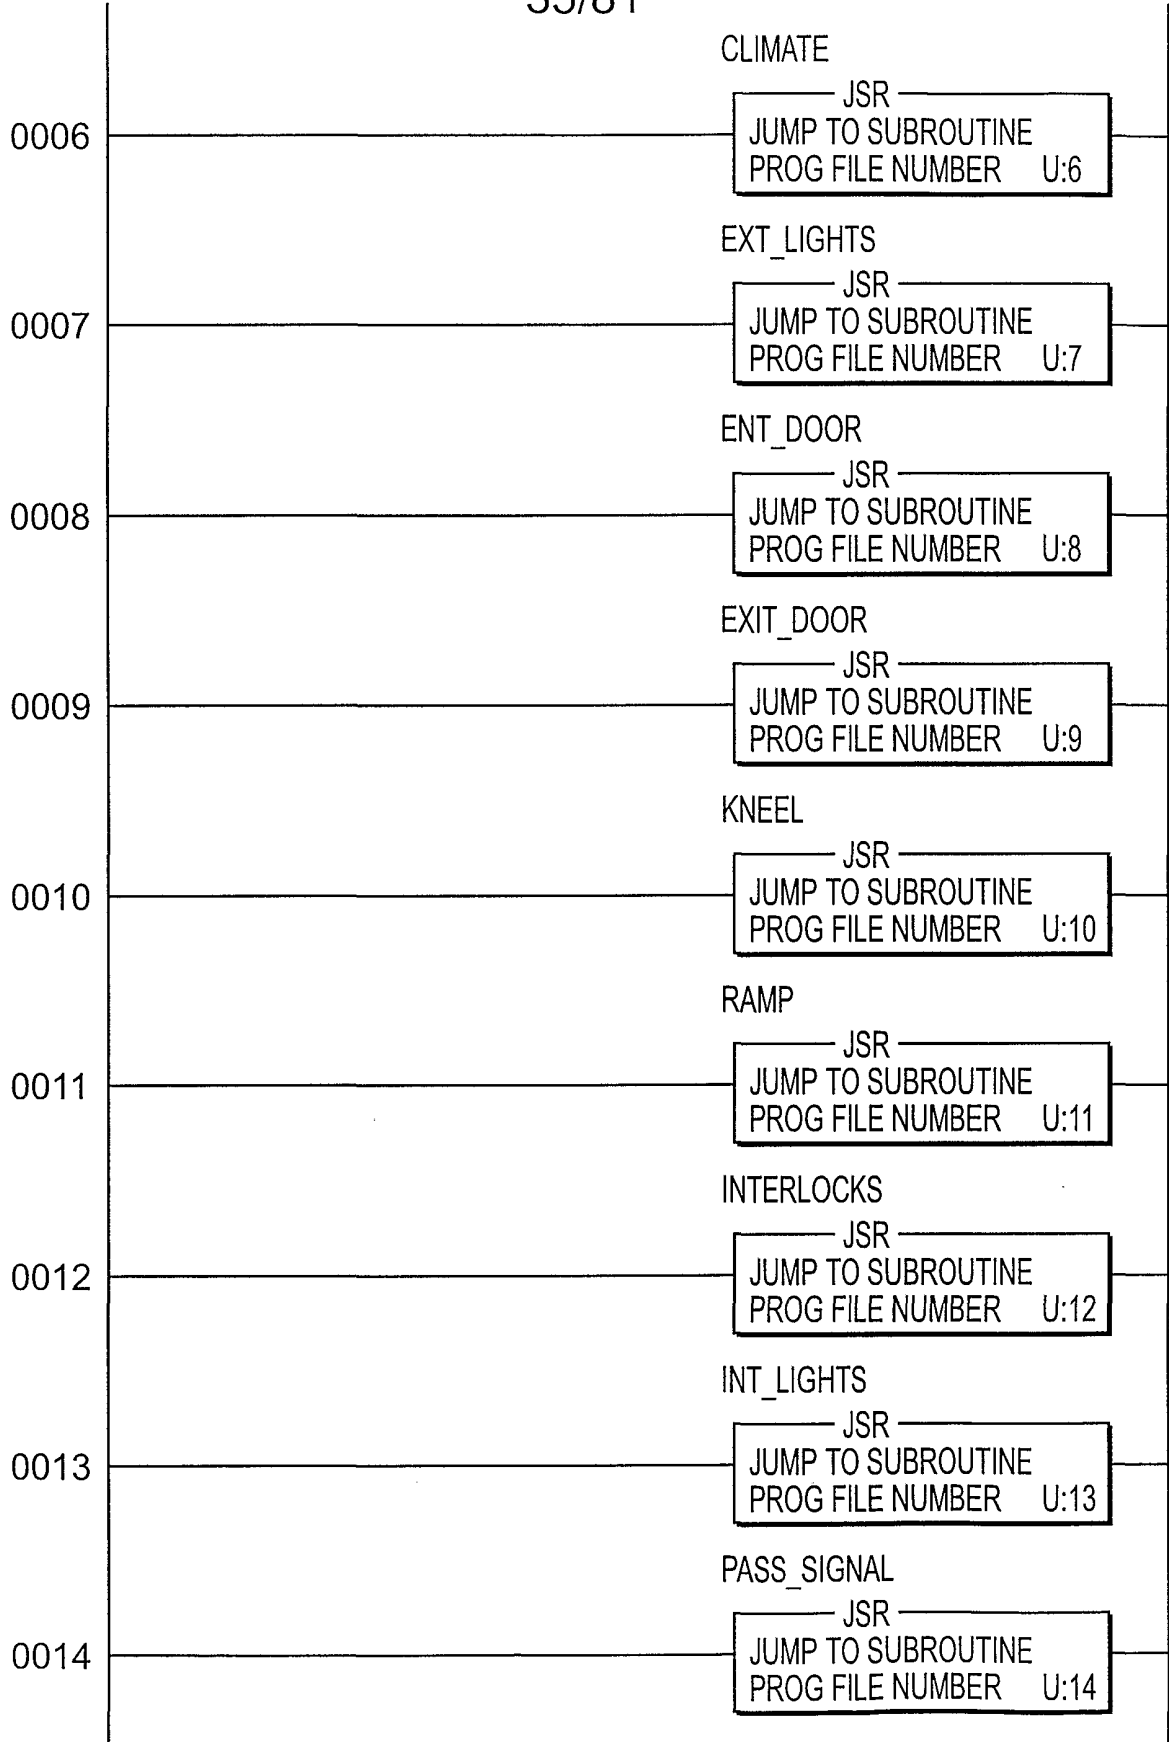 35/81
CLIMATE
JSR
0006
JUMP TO SUBROUTINE
PROG FILE NUMBER U:6
EXT_LIGHTS
JSR
0007
JUMP TO SUBROUTINE
PROG FILE NUMBER U:7
ENT_DOOR
JSR
0008
JUMP TO SUBROUTINE
PROG FILE NUMBER U:8
EXIT_DOOR
JSR
0009
JUMP TO SUBROUTINE
PROG FILE NUMBER U:9
KNEEL
JSR
0010
JUMP TO SUBROUTINE
PROG FILE NUMBER U:10
RAMP
JSR
0011
JUMP TO SUBROUTINE
PROG FILE NUMBER U:11
INTERLOCKS
JSR
0012
JUMP TO SUBROUTINE
PROG FILE NUMBER U:12
INT_LIGHTS
JSR
0013
JUMP TO SUBROUTINE
PROG FILE NUMBER U:13
PASS_SIGNAL
JSR
0014
JUMP TO SUBROUTINE
PROG FILE NUMBER U:14